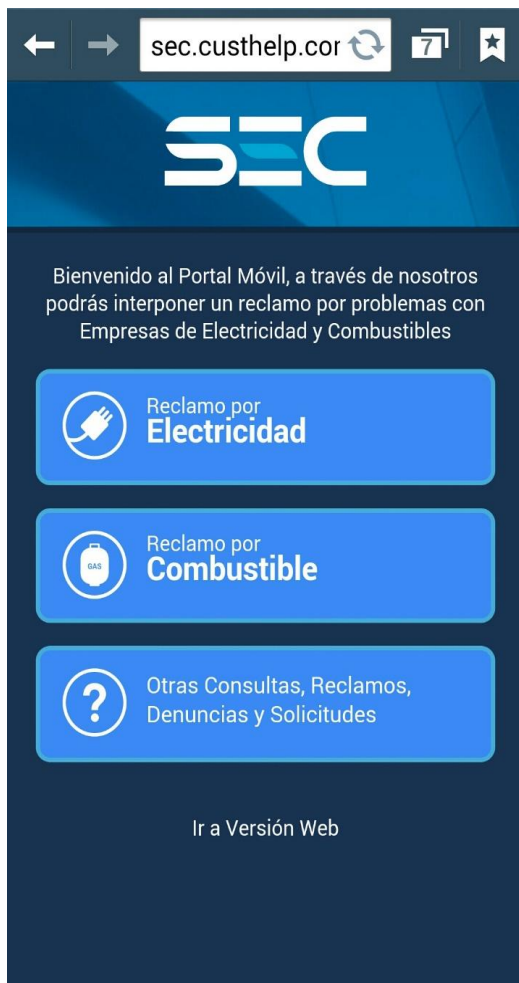 sec.custhelp.cor
7
SEC
Bienvenido al Portal Móvil, a través de nosotros
podrás interponer un reclamo por problemas con
Empresas de Electricidad y Combustibles
Reclamo por
Electricidad
GAS
Reclamo por
Combustible
?
Otras Consultas, Reclamos,
Denuncias y Solicitudes
Ir a Versión Web